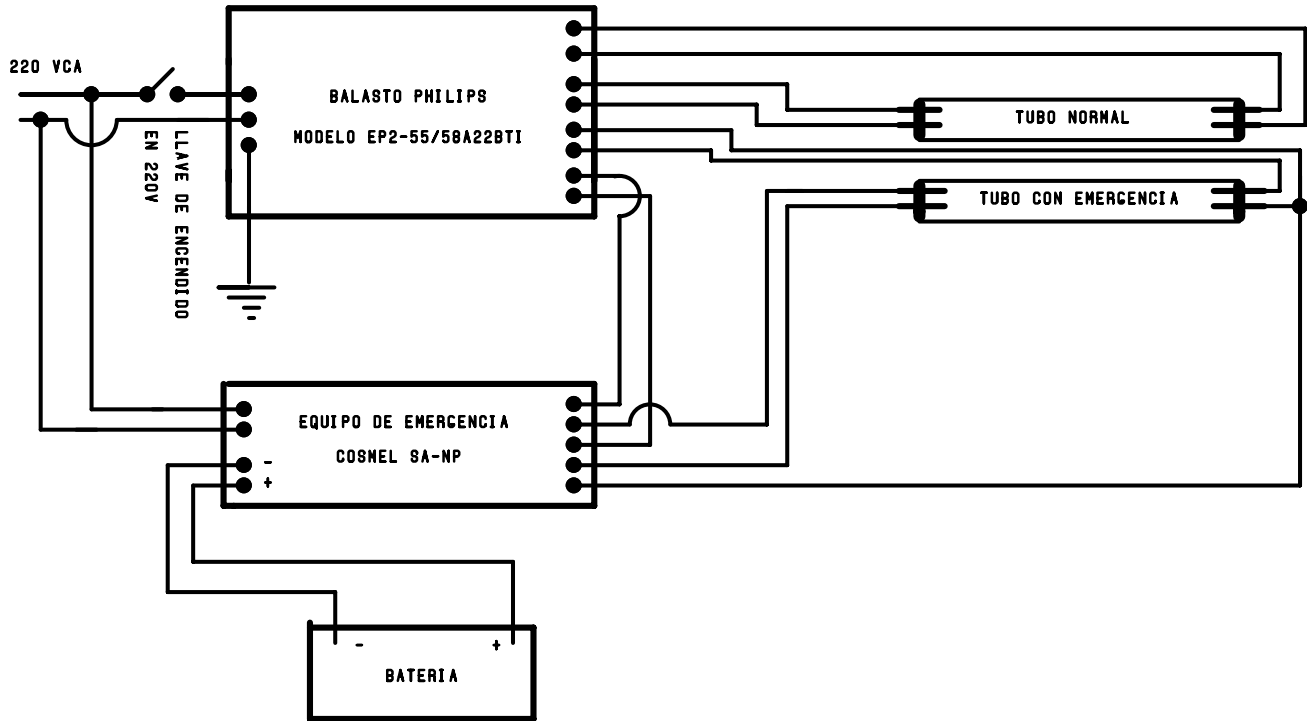 220 VCA
BALASTO PHILIPS
MODELO EP2-55/58A22BTI
TUBO NORMAL
TUBO CON EMERGENCIA
LLAVE DE ENCENDIDO
EN 220V
EQUIPO DE EMERGENCIA
COSMEL SA-NP
-
+
- +
BATERIA